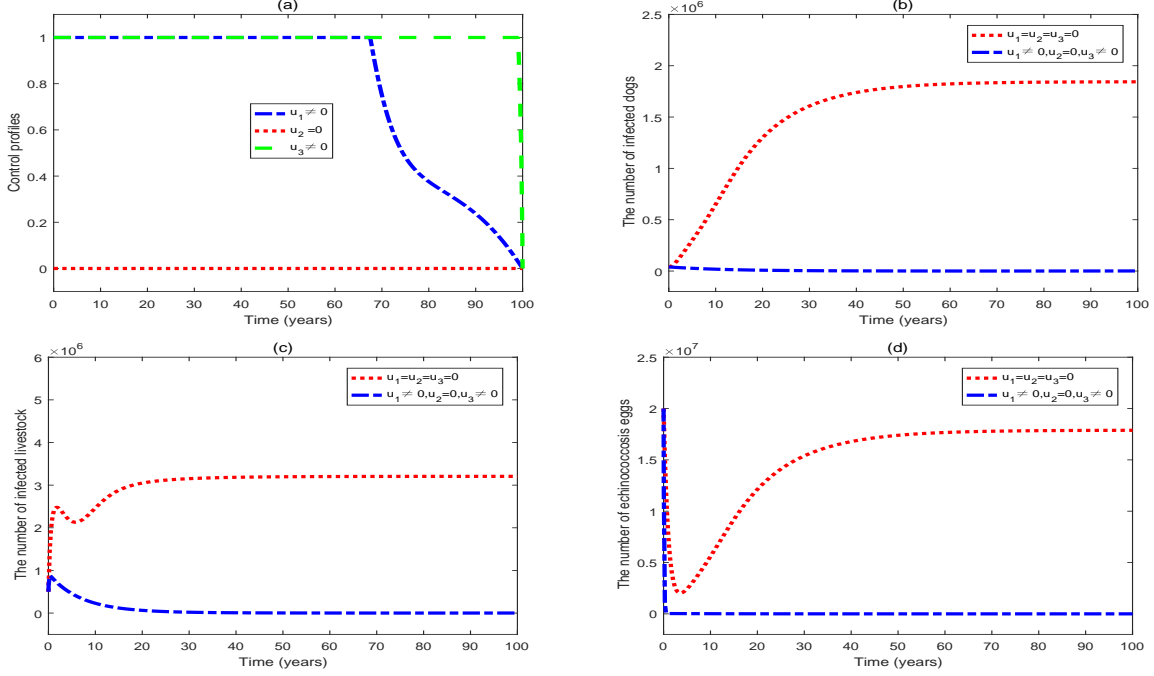 (a)
Control profiles
1
0.8
0.6
0.4
0.2
0
u₁ ≠ 0
u₂ =0
u₃ ≠ 0
0 10 20 30 40 50 60 70 80 90 100
Time (years)
(b)
×10⁶
The number of infected dogs
2.5
2
1.5
1
0.5
0
u₁=u₂=u₃=0
u₁ ≠ 0,u₂=0,u₃ ≠ 0
0 10 20 30 40 50 60 70 80 90 100
Time (years)
(c)
×10⁶
The number of infected livestock
6
5
4
3
2
1
0
u₁=u₂=u₃=0
u₁ ≠ 0,u₂=0,u₃ ≠ 0
0 10 20 30 40 50 60 70 80 90 100
Time (years)
(d)
×10⁷
The number of echinococcosis eggs
2.5
2
1.5
1
0.5
0
u₁=u₂=u₃=0
u₁ ≠ 0,u₂=0,u₃ ≠ 0
0 10 20 30 40 50 60 70 80 90 100
Time (years)